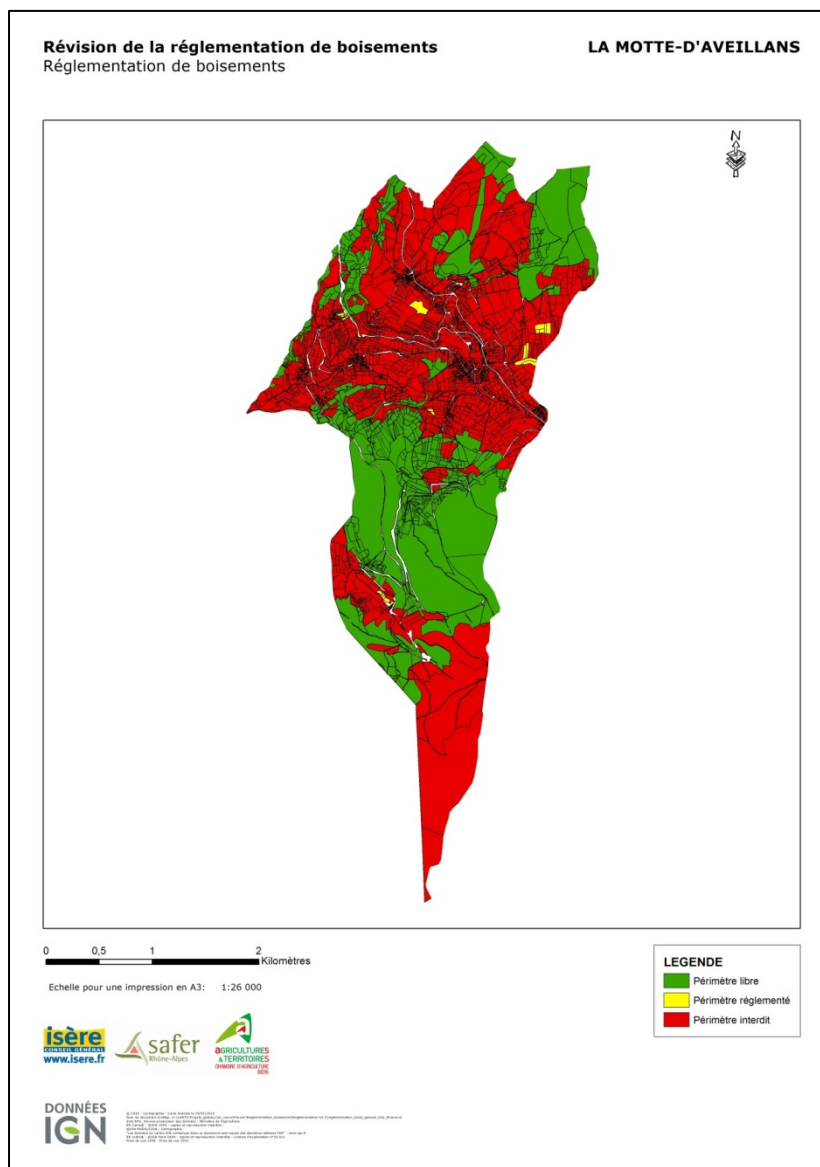 Révision de la réglementation de boisements
LA MOTTE-D'AVEILLANS
Réglementation de boisements
N
0 0,5 1 2
Kilomètres
Echelle pour une impression en A3: 1:26 000
LEGENDE
Périmètre libre
Périmètre réglementé
Périmètre interdit
isère
CONSEIL GÉNÉRAL
www.isere.fr
safer
Rhône-Alpes
AGRICULTURES
& TERRITOIRES
CHAMBRE D'AGRICULTURE
ISÈRE
DONNÉES
IGN